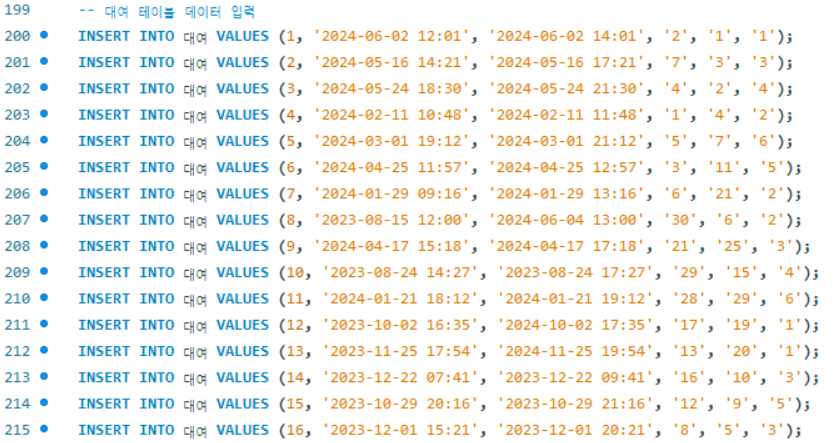 199 -- 대여 테이블 데이터 입력
200 INSERT INTO 대여 VALUES (1, '2024-06-02 12:01', '2024-06-02 14:01', '2', '1', '1');
201 INSERT INTO 대여 VALUES (2, '2024-05-16 14:21', '2024-05-16 17:21', '7', '3', '3');
202 INSERT INTO 대여 VALUES (3, '2024-05-24 18:30', '2024-05-24 21:30', '4', '2', '4');
203 INSERT INTO 대여 VALUES (4, '2024-02-11 10:48', '2024-02-11 11:48', '1', '4', '2');
204 INSERT INTO 대여 VALUES (5, '2024-03-01 19:12', '2024-03-01 21:12', '5', '7', '6');
205 INSERT INTO 대여 VALUES (6, '2024-04-25 11:57', '2024-04-25 12:57', '3', '11', '5');
206 INSERT INTO 대여 VALUES (7, '2024-01-29 09:16', '2024-01-29 13:16', '6', '21', '2');
207 INSERT INTO 대여 VALUES (8, '2023-08-15 12:00', '2024-06-04 13:00', '30', '6', '2');
208 INSERT INTO 대여 VALUES (9, '2024-04-17 15:18', '2024-04-17 17:18', '21', '25', '3');
209 INSERT INTO 대여 VALUES (10, '2023-08-24 14:27', '2023-08-24 17:27', '29', '15', '4');
210 INSERT INTO 대여 VALUES (11, '2024-01-21 18:12', '2024-01-21 19:12', '28', '29', '6');
211 INSERT INTO 대여 VALUES (12, '2023-10-02 16:35', '2024-10-02 17:35', '17', '19', '1');
212 INSERT INTO 대여 VALUES (13, '2023-11-25 17:54', '2024-11-25 19:54', '13', '20', '1');
213 INSERT INTO 대여 VALUES (14, '2023-12-22 07:41', '2023-12-22 09:41', '16', '10', '3');
214 INSERT INTO 대여 VALUES (15, '2023-10-29 20:16', '2023-10-29 21:16', '12', '9', '5');
215 INSERT INTO 대여 VALUES (16, '2023-12-01 15:21', '2023-12-01 20:21', '8', '5', '3');